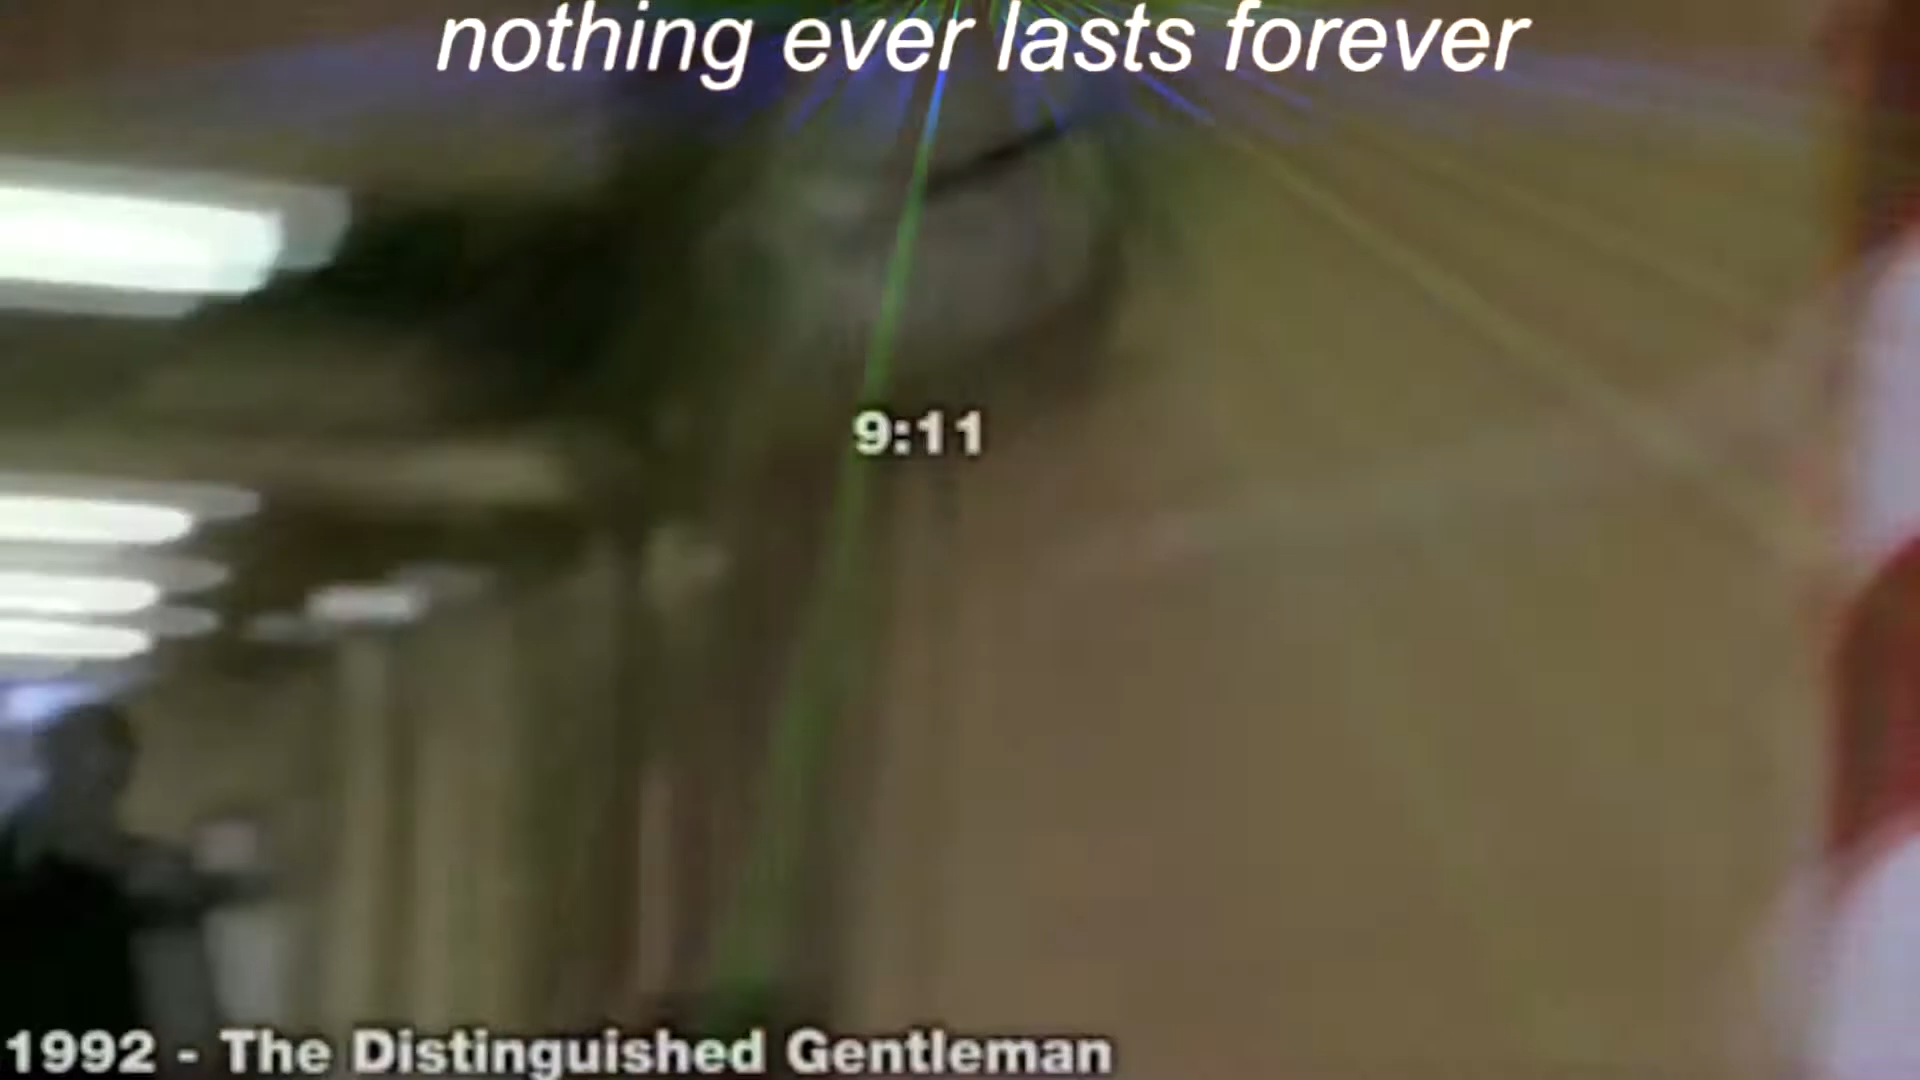 nothing ever lasts forever
9:11
1992 - The Distinguished Gentleman